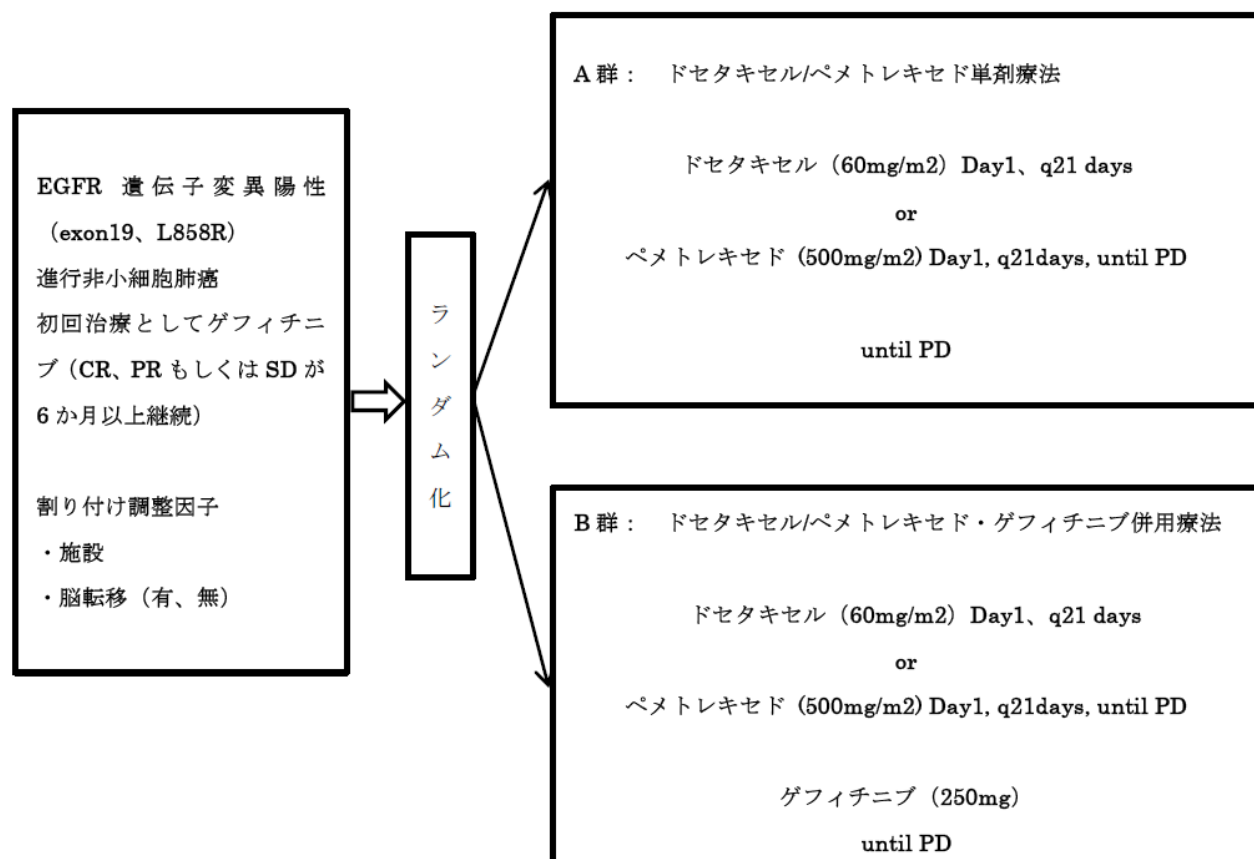 EGFR 遺伝子変異陽性
（exon19、L858R）
進行非小細胞肺癌
初回治療としてゲフィチニ
ブ（CR、PR もしくは SD が
6 か月以上継続）
割り付け調整因子
・施設
・脳転移（有、無）
ランダム化
A 群： ドセタキセル/ペメトレキセド単剤療法
ドセタキセル（60mg/m2）Day1、q21 days
or
ペメトレキセド (500mg/m2) Day1, q21days, until PD
until PD
B 群： ドセタキセル/ペメトレキセド・ゲフィチニブ併用療法
ドセタキセル（60mg/m2）Day1、q21 days
or
ペメトレキセド (500mg/m2) Day1, q21days, until PD
ゲフィチニブ（250mg）
until PD